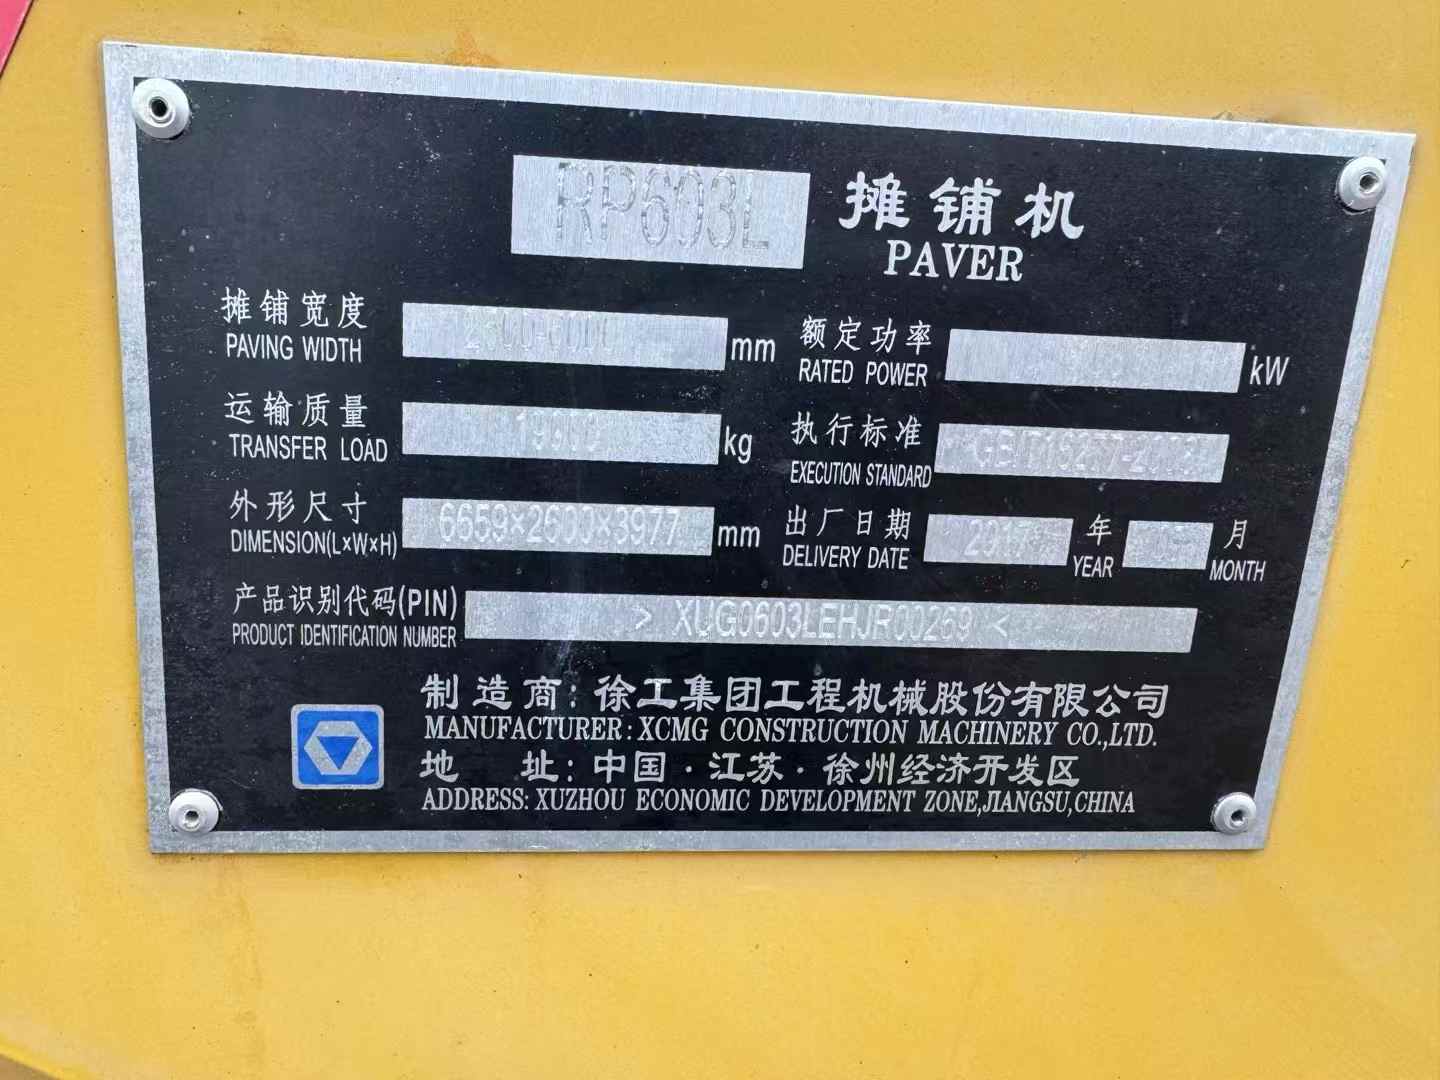 RP603L 摊铺机
PAVER
摊铺宽度
PAVING WIDTH
mm
额定功率
RATED POWER
kW
运输质量
TRANSFER LOAD
kg
执行标准
EXECUTION STANDARD
外形尺寸
DIMENSION(L×W×H)
6659×2600×3977 mm
出厂日期
DELIVERY DATE
2017 年
YEAR
月
MONTH
产品识别代码(PIN)
PRODUCT IDENTIFICATION NUMBER
> XUG0603LEHJR00269 <
制造商:徐工集团工程机械股份有限公司
MANUFACTURER: XCMG CONSTRUCTION MACHINERY CO.,LTD.
地 址:中国·江苏·徐州经济开发区
ADDRESS: XUZHOU ECONOMIC DEVELOPMENT ZONE,JIANGSU,CHINA